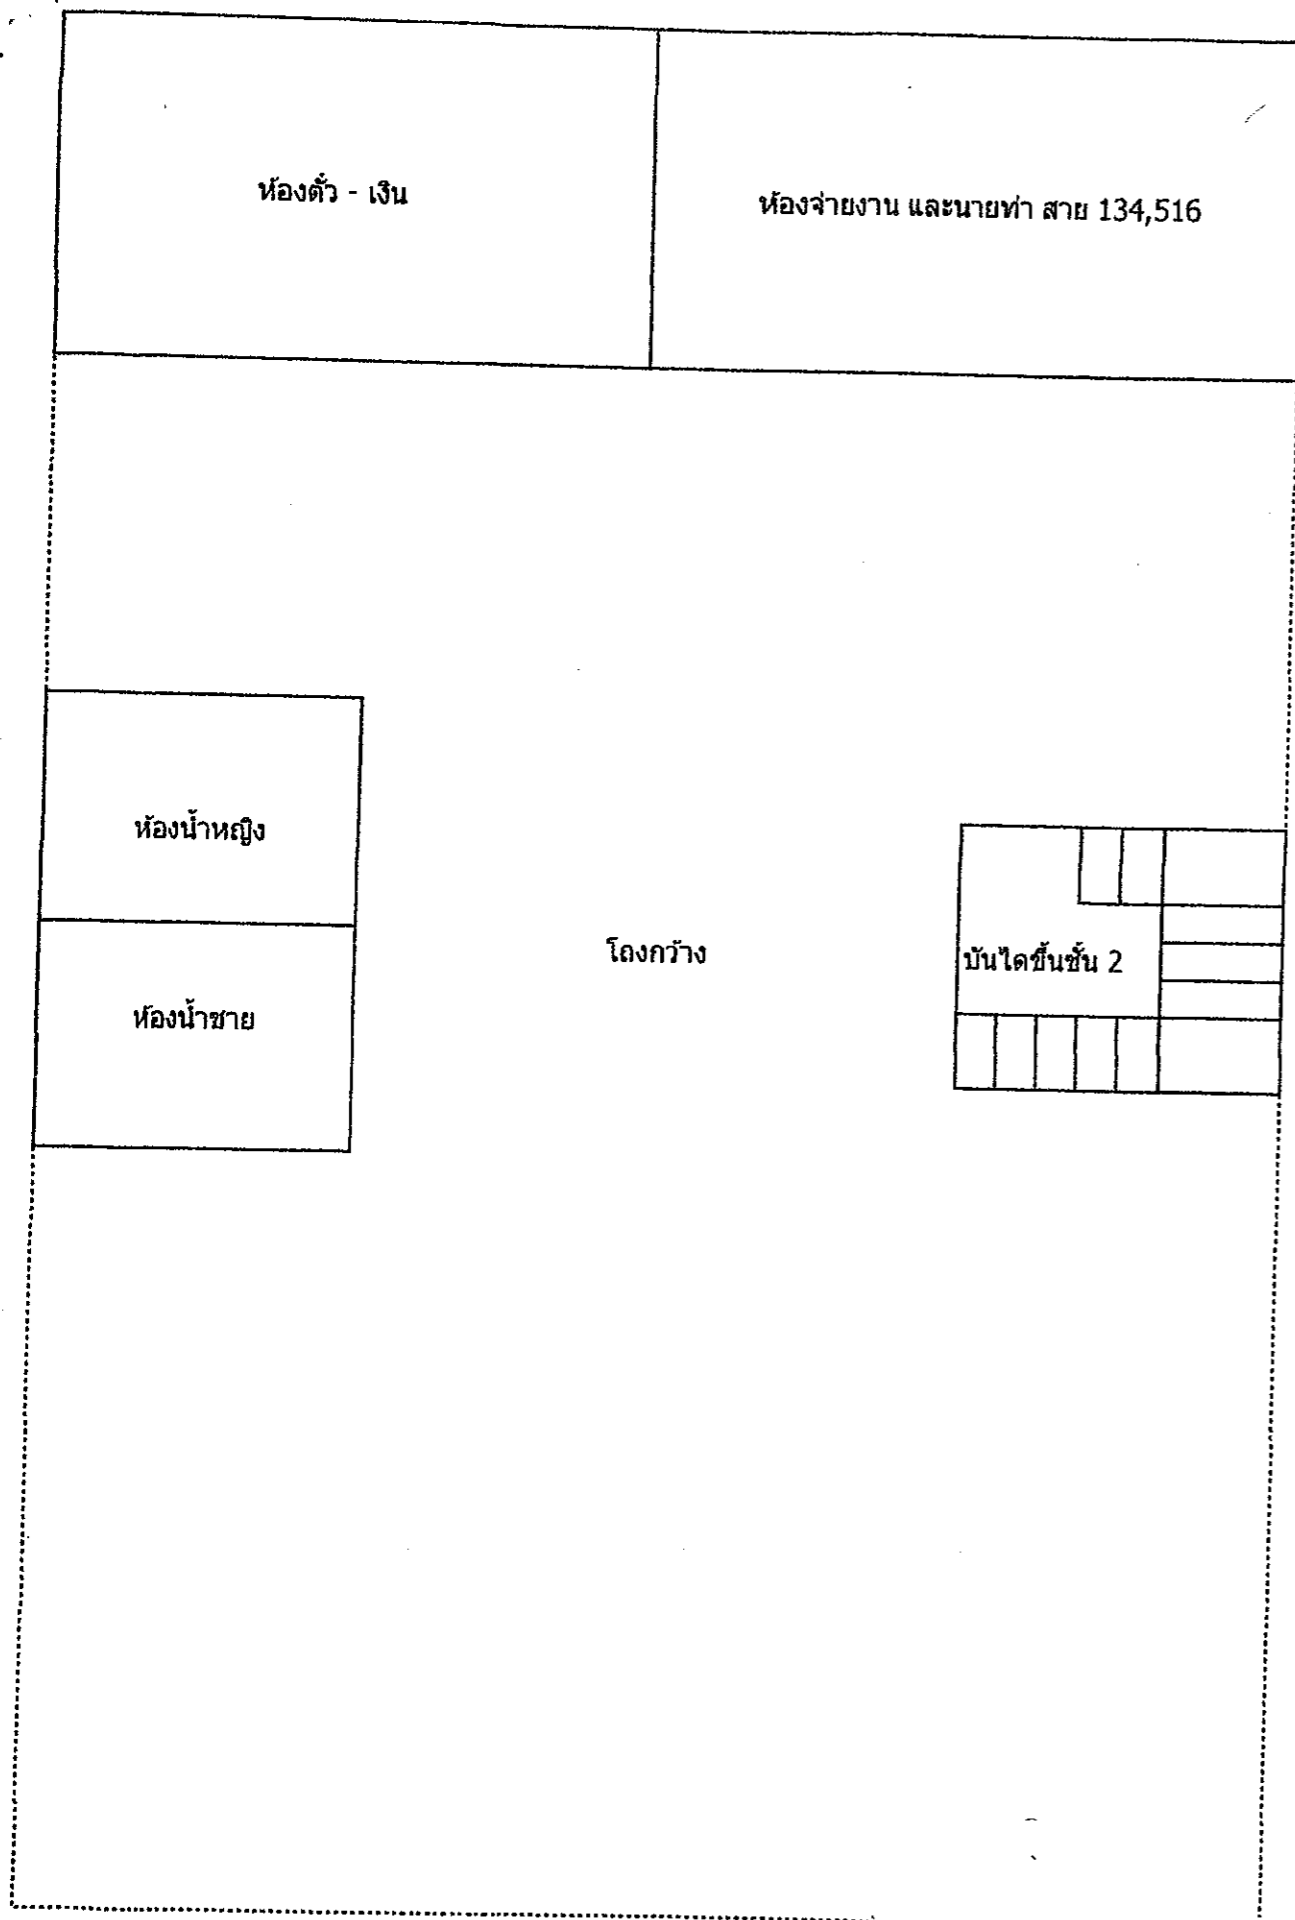 ห้องตั๋ว - เงิน
ห้องจ่ายงาน และนายท่า สาย 134,516
ห้องน้ำหญิง
โถงกว้าง
บันไดขึ้นชั้น 2
ห้องน้ำชาย